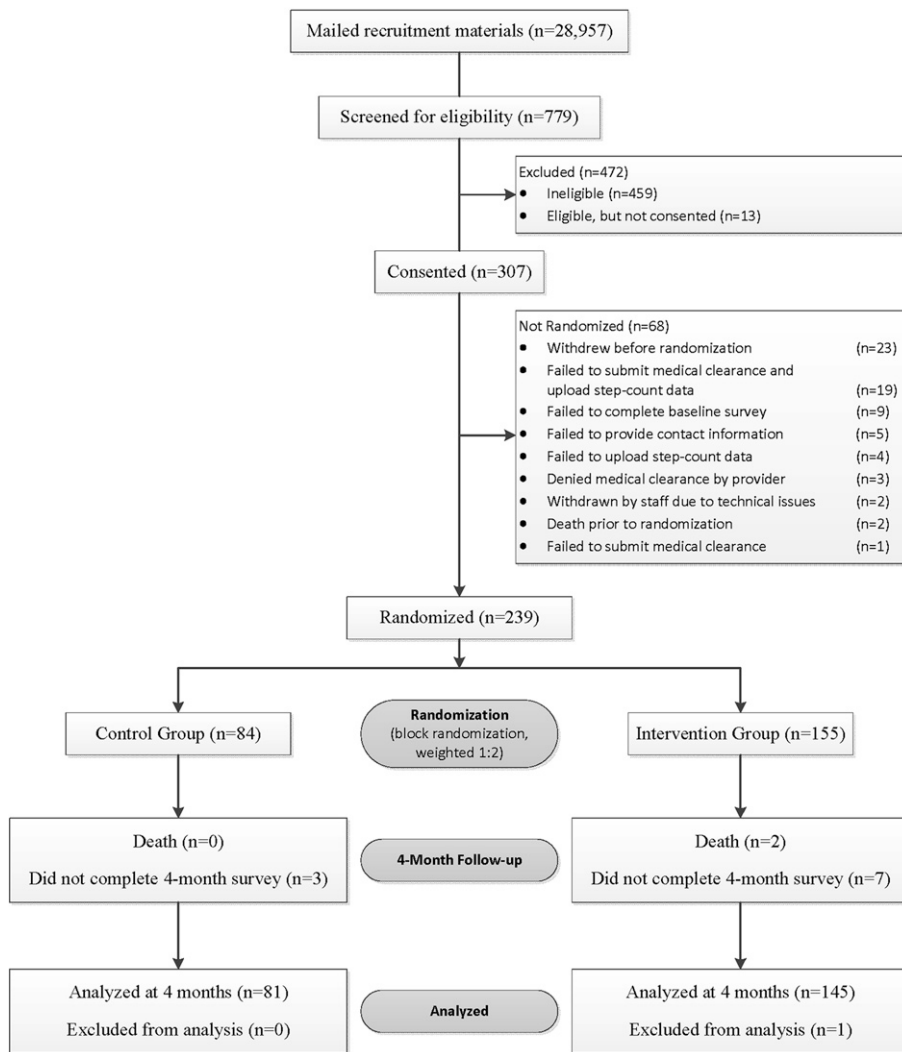 Mailed recruitment materials (n=28,957)
Screened for eligibility (n=779)
Excluded (n=472)
• Ineligible (n=459)
• Eligible, but not consented (n=13)
Consented (n=307)
Not Randomized (n=68)
• Withdrew before randomization (n=23)
• Failed to submit medical clearance and
upload step-count data (n=19)
• Failed to complete baseline survey (n=9)
• Failed to provide contact information (n=5)
• Failed to upload step-count data (n=4)
• Denied medical clearance by provider (n=3)
• Withdrawn by staff due to technical issues (n=2)
• Death prior to randomization (n=2)
• Failed to submit medical clearance (n=1)
Randomized (n=239)
Control Group (n=84)
Randomization
(block randomization,
weighted 1:2)
Intervention Group (n=155)
Death (n=0)
Did not complete 4-month survey (n=3)
4-Month Follow-up
Death (n=2)
Did not complete 4-month survey (n=7)
Analyzed at 4 months (n=81)
Excluded from analysis (n=0)
Analyzed
Analyzed at 4 months (n=145)
Excluded from analysis (n=1)